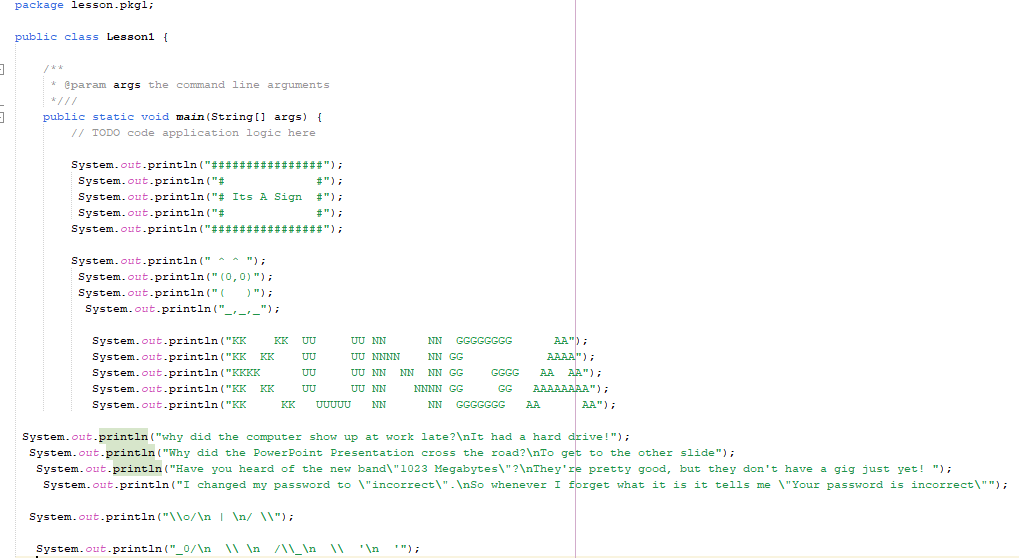 package lesson.pkg1;
public class Lesson1 {
/**
* @param args the command line arguments
*///
public static void main(String[] args) {
// TODO code application logic here
System.out.println("################");
System.out.println("#             #");
System.out.println("# Its A Sign  #");
System.out.println("#             #");
System.out.println("################");
System.out.println(" ^ ^ ");
System.out.println("(0,0)");
System.out.println("(   )");
System.out.println("_,_,_");
System.out.println("KK    KK  UU     UU NN      NN  GGGGGGGG      AA");
System.out.println("KK  KK    UU     UU NNNN    NN GG            AAAA");
System.out.println("KKKK      UU     UU NN  NN  NN GG    GGGG   AA  AA");
System.out.println("KK  KK    UU     UU NN    NNNN GG     GG   AAAAAAAA");
System.out.println("KK     KK   UUUUU   NN      NN  GGGGGGG   AA      AA");
System.out.println("why did the computer show up at work late?\nIt had a hard drive!");
System.out.println("Why did the PowerPoint Presentation cross the road?\nTo get to the other slide");
System.out.println("Have you heard of the new band\"1023 Megabytes\"?\nThey're pretty good, but they don't have a gig just yet! ");
System.out.println("I changed my password to \"incorrect\".\nSo whenever I forget what it is it tells me \"Your password is incorrect\"");
System.out.println("\\o/\n | \n/ \\");
System.out.println("_0/\n  \\ \n  /\\_\n  \\  '\n  '");